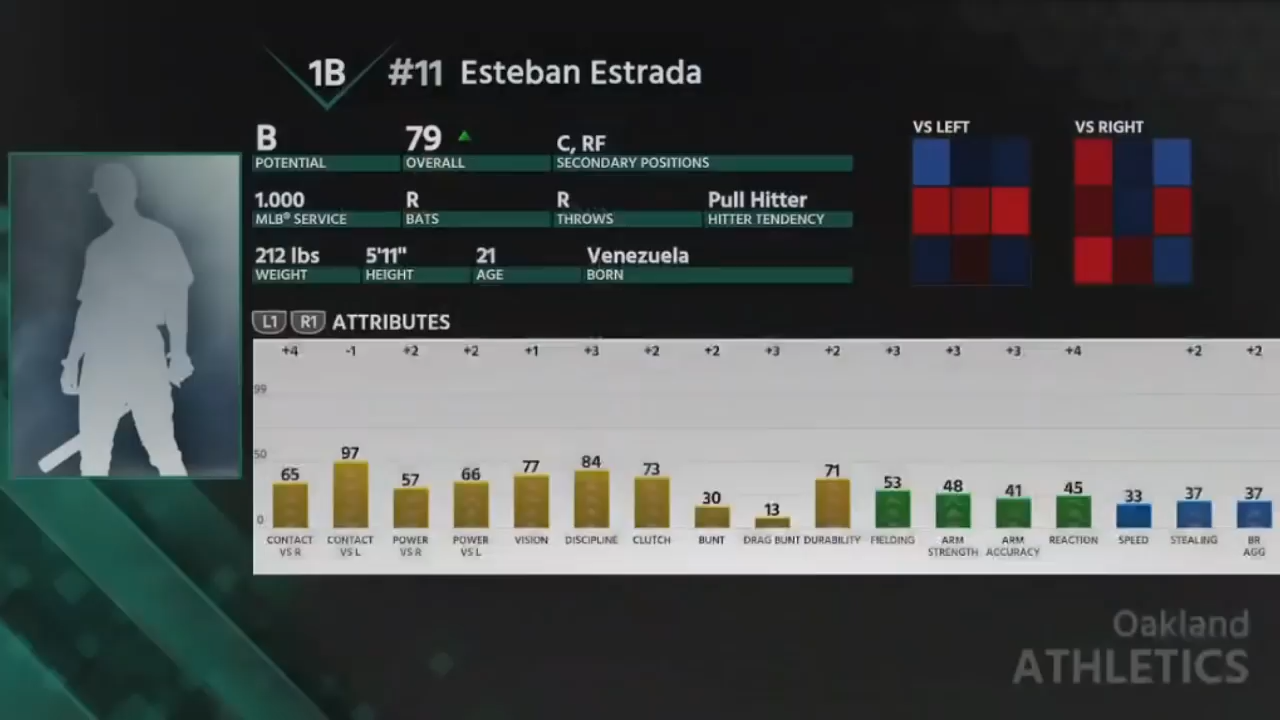 1B #11 Esteban Estrada
B 79 C, RF
POTENTIAL OVERALL SECONDARY POSITIONS
1.000 R R Pull Hitter
MLB® SERVICE BATS THROWS HITTER TENDENCY
212 lbs 5'11" 21 Venezuela
WEIGHT HEIGHT AGE BORN
VS LEFT VS RIGHT
L1 R1 ATTRIBUTES
+4 -1 +2 +2 +1 +3 +2 +2 +3 +2 +3 +3 +3 +4 +2 +2
99
50
0
65 97 57 66 77 84 73 30 13 71 53 48 41 45 33 37 37
CONTACT VS R CONTACT VS L POWER VS R POWER VS L VISION DISCIPLINE CLUTCH BUNT DRAG BUNT DURABILITY FIELDING ARM STRENGTH ARM ACCURACY REACTION SPEED STEALING BR AGG
Oakland
ATHLETICS